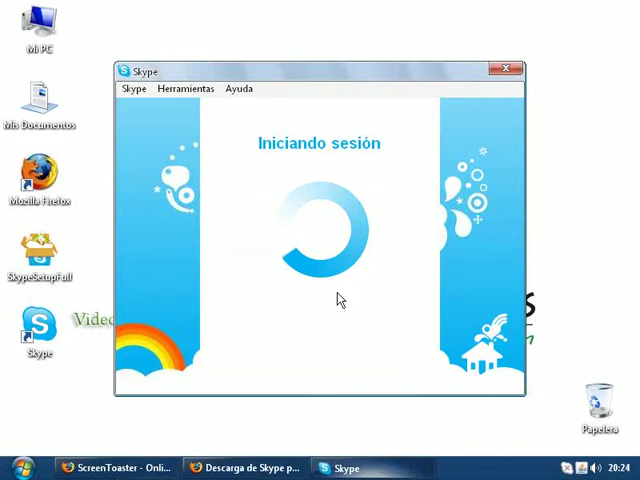 Mi PC
Mis Documentos
Mozilla Firefox
SkypeSetupFull
Skype
Video
Skype
Skype Herramientas Ayuda
Iniciando sesión
Papelera
ScreenToaster - Onli...
Descarga de Skype p...
Skype
20:24